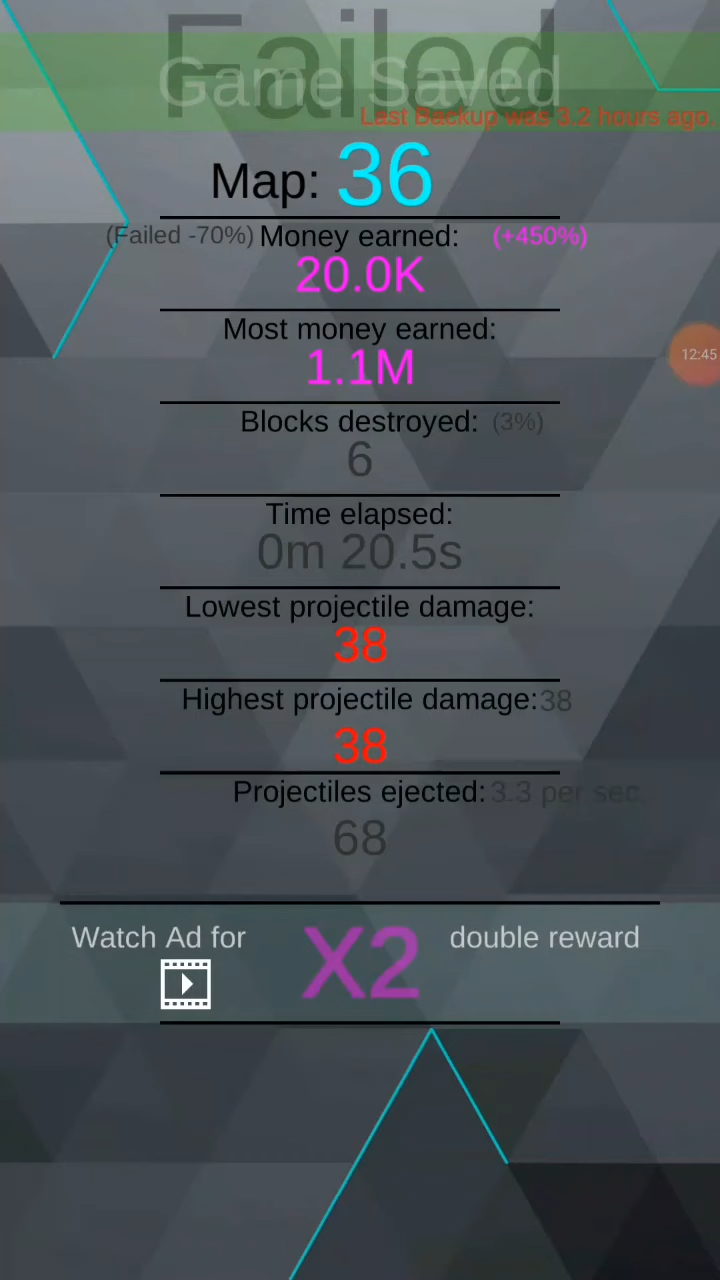 Failed
Game Saved
Last Backup was 3.2 hours ago.
Map: 36
(Failed -70%) Money earned: (+450%)
20.0K
Most money earned:
1.1M
Blocks destroyed: (3%)
6
Time elapsed:
0m 20.5s
Lowest projectile damage:
38
Highest projectile damage: 38
38
Projectiles ejected: 3.3 per sec.
68
Watch Ad for X2 double reward
12:45